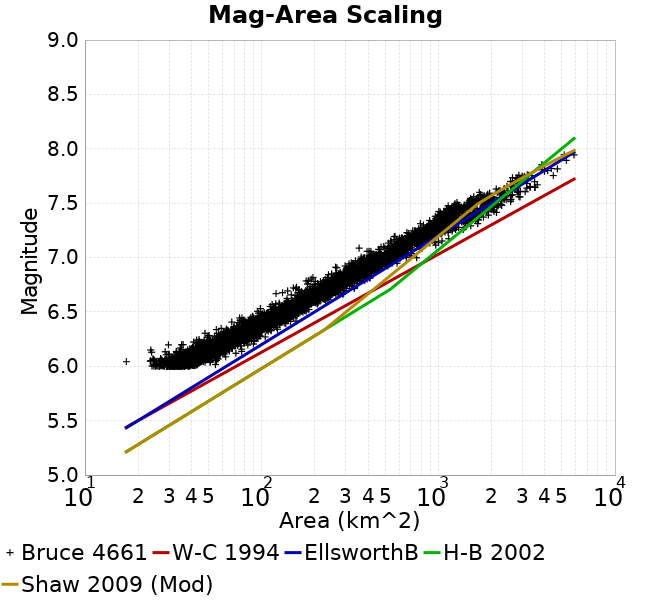 Mag-Area Scaling
9.0
8.5
8.0
7.5
7.0
6.5
6.0
5.5
5.0
Magnitude
10^1 2 3 4 5 10^2 2 3 4 5 10^3 2 3 4 5 10^4
Area (km^2)
+ Bruce 4661 W-C 1994 EllsworthB H-B 2002
Shaw 2009 (Mod)